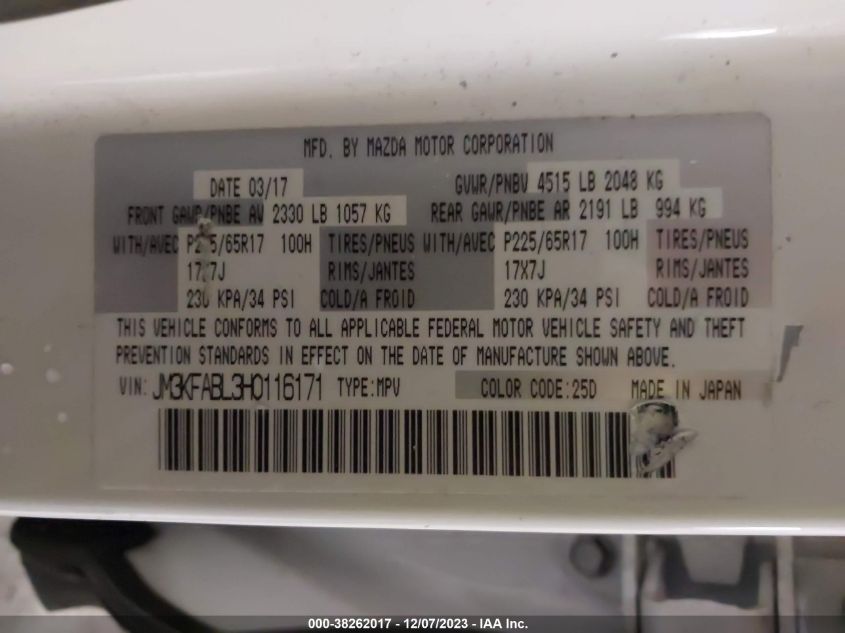 MFD. BY MAZDA MOTOR CORPORATION
DATE 03/17 GVWR/PNBV 4515 LB 2048 KG
FRONT GAWR/PNBE AV 2330 LB 1057 KG REAR GAWR/PNBE AR 2191 LB 994 KG
WITH/AVEC P225/65R17 100H TIRES/PNEUS WITH/AVEC P225/65R17 100H TIRES/PNEUS
17X7J RIMS/JANTES 17X7J RIMS/JANTES
230 KPA/34 PSI COLD/A FROID 230 KPA/34 PSI COLD/A FROID
THIS VEHICLE CONFORMS TO ALL APPLICABLE FEDERAL MOTOR VEHICLE SAFETY AND THEFT
PREVENTION STANDARDS IN EFFECT ON THE DATE OF MANUFACTURE SHOWN ABOVE.
VIN: JM3KFABL3H0116171 TYPE:MPV COLOR CODE:25D MADE IN JAPAN
000-38262017 - 12/07/2023 - IAA Inc.